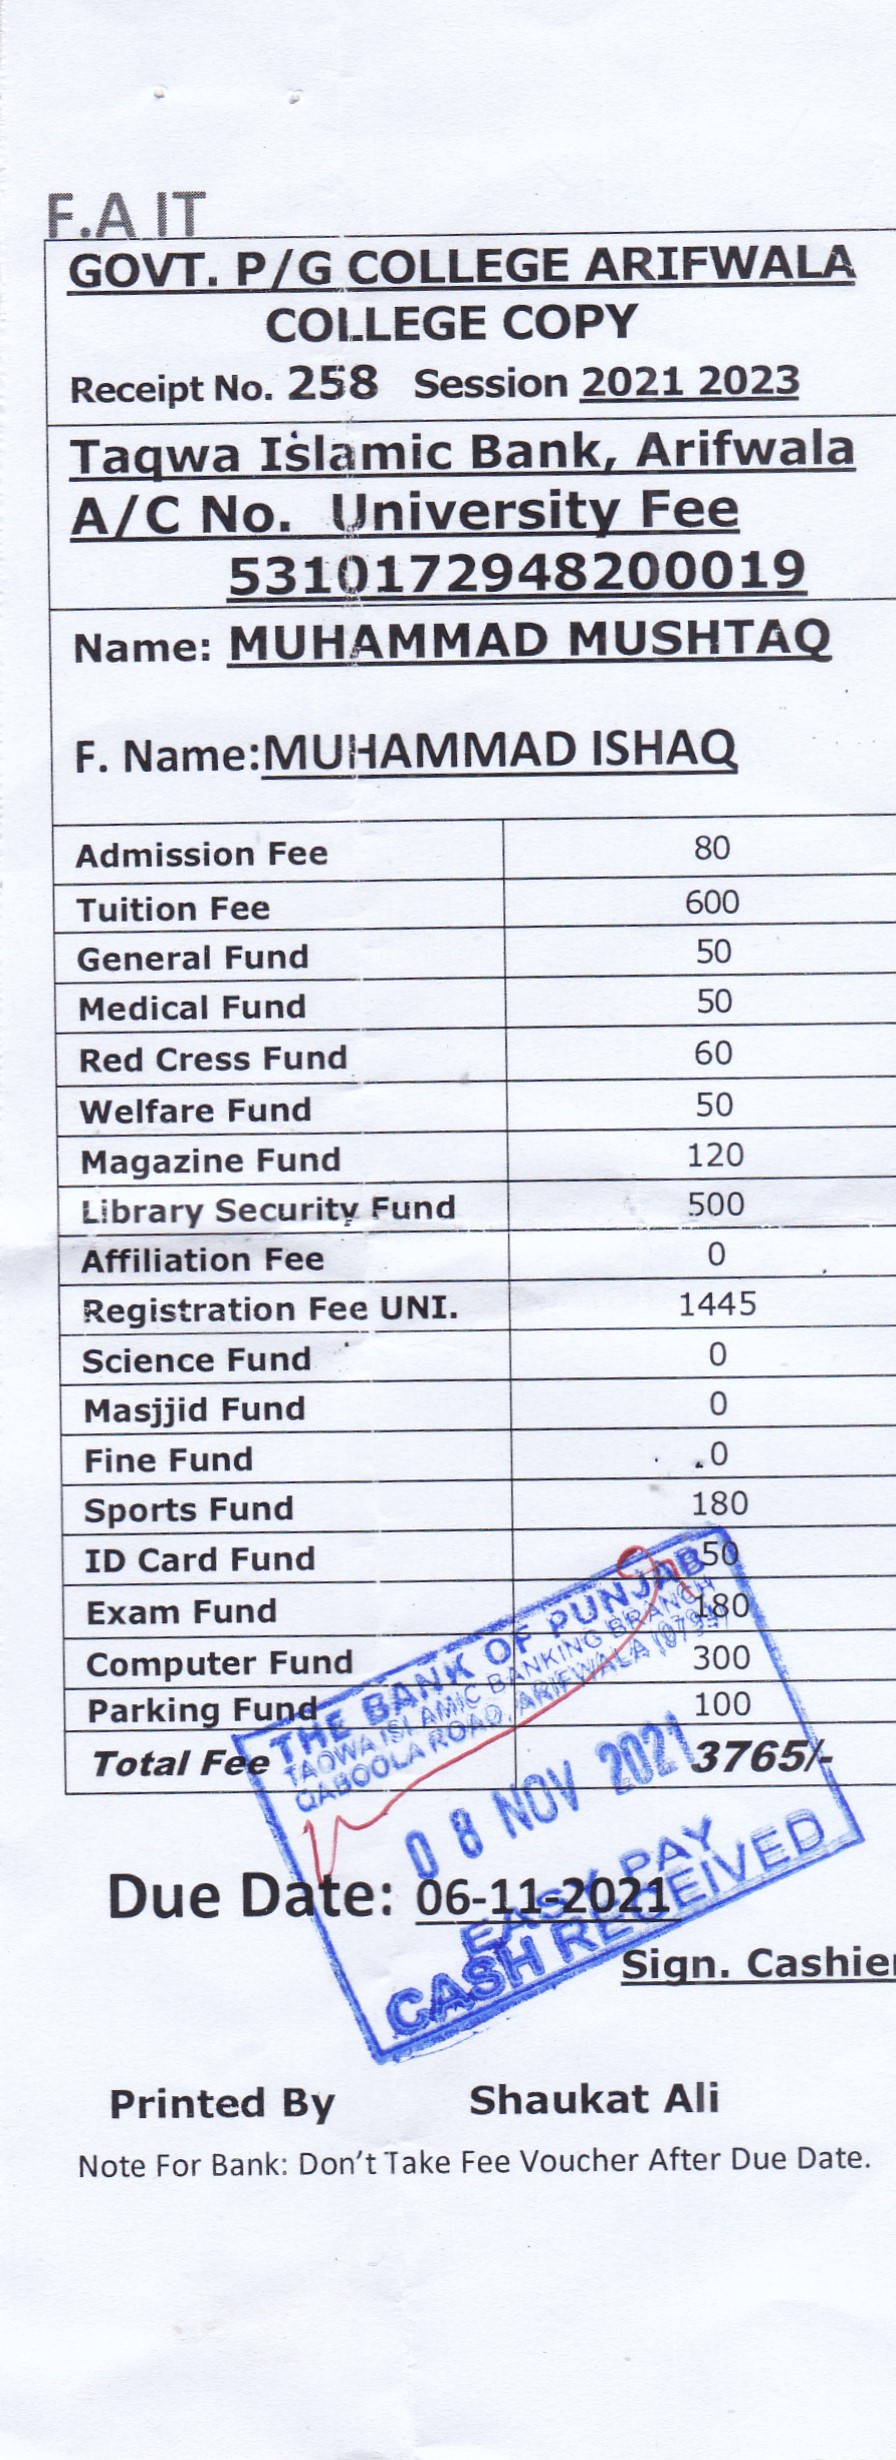 F.A IT
GOVT. P/G COLLEGE ARIFWALA
COLLEGE COPY
Receipt No. 258 Session 2021 2023
Taqwa Islamic Bank, Arifwala
A/C No. University Fee
5310172948200019
Name: MUHAMMAD MUSHTAQ
F. Name:MUHAMMAD ISHAQ
Admission Fee 80
Tuition Fee 600
General Fund 50
Medical Fund 50
Red Cress Fund 60
Welfare Fund 50
Magazine Fund 120
Library Security Fund 500
Affiliation Fee 0
Registration Fee UNI. 1445
Science Fund 0
Masjjid Fund 0
Fine Fund 0
Sports Fund 180
ID Card Fund 50
Exam Fund 180
Computer Fund 300
Parking Fund 100
Total Fee 3765/-
THE BANK OF PUNJAB
TAQWA ISLAMIC BANKING BRANCH
QABOOLA ROAD, ARIFWALA
08 NOV 2021
EASY PAY
CASH RECEIVED
Due Date: 06-11-2021
Sign. Cashier
Printed By Shaukat Ali
Note For Bank: Don't Take Fee Voucher After Due Date.